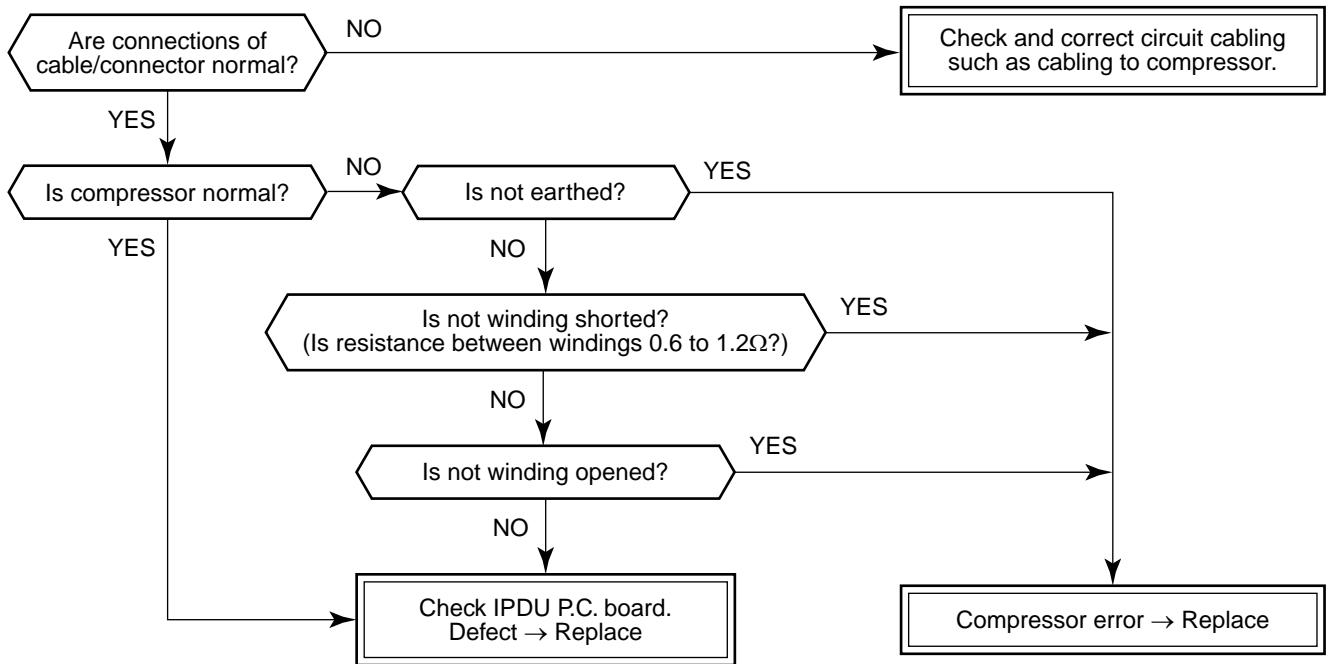 Are connections of
cable/connector normal?
NO
Check and correct circuit cabling
such as cabling to compressor.
YES
Is compressor normal?
NO
Is not earthed?
YES
YES
NO
Is not winding shorted?
(Is resistance between windings 0.6 to 1.2Ω?)
YES
NO
Is not winding opened?
YES
NO
Check IPDU P.C. board.
Defect → Replace
Compressor error → Replace